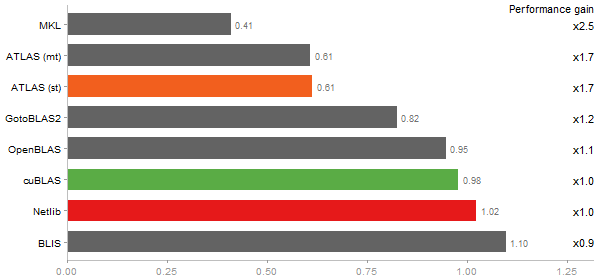 Performance gain
MKL 0.41 x2.5
ATLAS (mt) 0.61 x1.7
ATLAS (st) 0.61 x1.7
GotoBLAS2 0.82 x1.2
OpenBLAS 0.95 x1.1
cuBLAS 0.98 x1.0
Netlib 1.02 x1.0
BLIS 1.10 x0.9
0.00 0.25 0.50 0.75 1.00 1.25